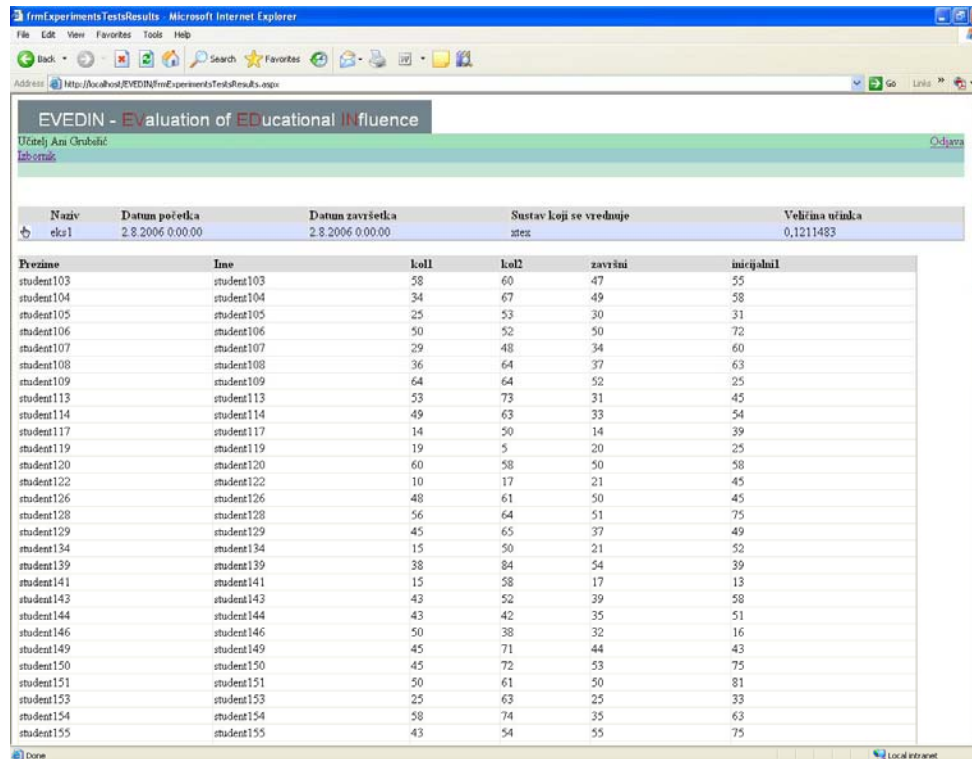 frmExperimentsTestsResults - Microsoft Internet Explorer
File Edit View Favorites Tools Help
Back Search Favorites
Address http://localhost/EVEDIN/frmExperimentsTestsResults.aspx Go Links »
EVEDIN - EValuation of EDucational INfluence
Učitelj Ani Grubišić Odjava
Izbornik
Naziv Datum početka Datum završetka Sustav koji se vrednuje Veličina učinka
eks1 2.8.2006 0:00:00 2.8.2006 0:00:00 xtex 0,1211483
Prezime Ime kol1 kol2 završni inicijalni1
student103 student103 58 60 47 55
student104 student104 34 67 49 58
student105 student105 25 53 30 31
student106 student106 50 52 50 72
student107 student107 29 48 34 60
student108 student108 36 64 37 63
student109 student109 64 64 52 25
student113 student113 53 73 31 45
student114 student114 49 63 33 54
student117 student117 14 50 14 39
student119 student119 19 5 20 25
student120 student120 60 58 50 58
student122 student122 10 17 21 45
student126 student126 48 61 50 45
student128 student128 56 64 51 75
student129 student129 45 65 37 49
student134 student134 15 50 21 52
student139 student139 38 84 54 39
student141 student141 15 58 17 13
student143 student143 43 52 39 58
student144 student144 43 42 35 51
student146 student146 50 38 32 16
student149 student149 45 71 44 43
student150 student150 45 72 53 75
student151 student151 50 61 50 81
student153 student153 25 63 25 33
student154 student154 58 74 35 63
student155 student155 43 54 55 75
Done Local intranet